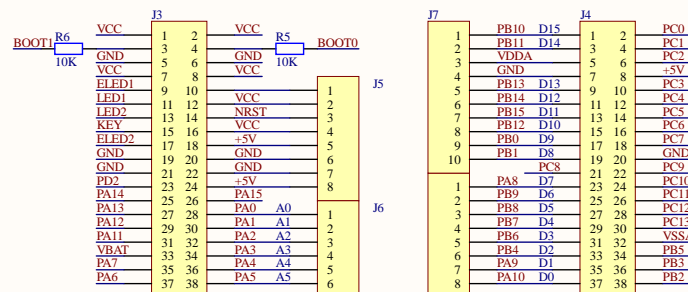 J3 J7 J4
VCC 1 2 VCC 1 PB10 D15 1 2 PC0
BOOT1 R6 3 4 R5 BOOT0 2 PB11 D14 3 4 PC1
10K GND 5 6 GND 10K 3 VDDA 5 6 PC2
VCC 7 8 VCC J5 4 GND 7 8 +5V
ELED1 9 10 1 5 PB13 D13 9 10 PC3
LED1 11 12 VCC 2 6 PB14 D12 11 12 PC4
LED2 13 14 NRST 3 7 PB15 D11 13 14 PC5
KEY 15 16 VCC 4 8 PB12 D10 15 16 PC6
ELED2 17 18 +5V 5 9 PB0 D9 17 18 PC7
GND 19 20 GND 6 10 PB1 D8 19 20 GND
GND 21 22 GND 7 PC8 21 22 PC9
PD2 23 24 +5V 8 1 PA8 D7 23 24 PC10
PA14 25 26 PA15 J6 2 PB9 D6 25 26 PC11
PA13 27 28 PA0 A0 1 3 PB8 D5 27 28 PC12
PA12 29 30 PA1 A1 2 4 PB7 D4 29 30 PC13
PA11 31 32 PA2 A2 3 5 PB6 D3 31 32 VSSA
VBAT 33 34 PA3 A3 4 6 PB4 D2 33 34 PB5
PA7 35 36 PA4 A4 5 7 PA9 D1 35 36 PB3
PA6 37 38 PA5 A5 6 8 PA10 D0 37 38 PB2